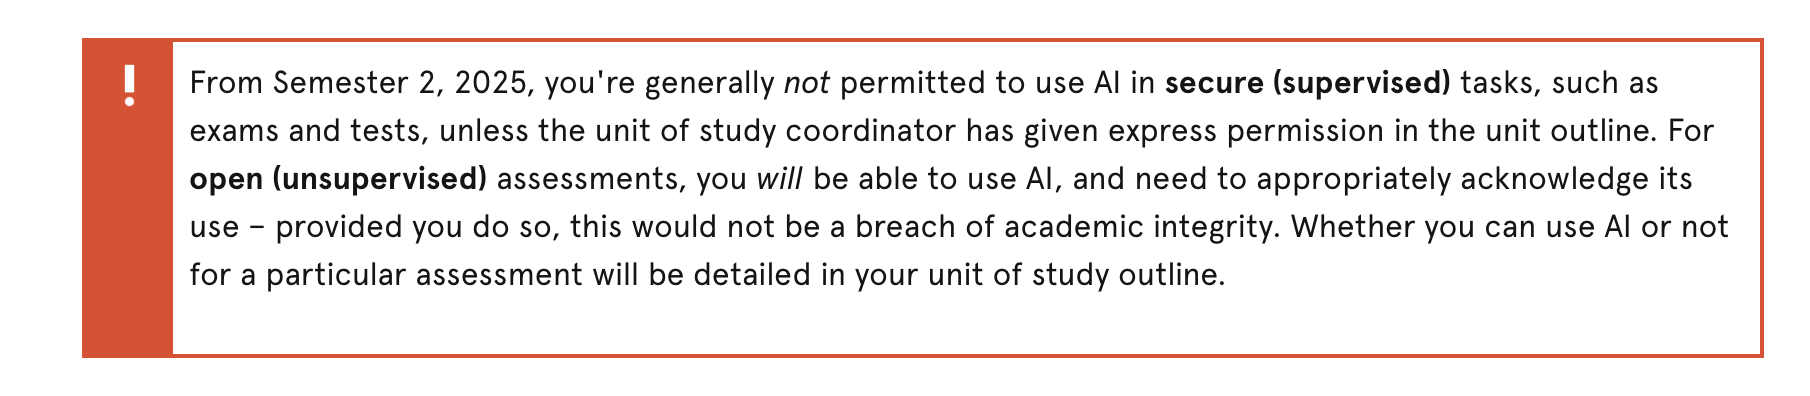 !
From Semester 2, 2025, you're generally not permitted to use AI in secure (supervised) tasks, such as
exams and tests, unless the unit of study coordinator has given express permission in the unit outline. For
open (unsupervised) assessments, you will be able to use AI, and need to appropriately acknowledge its
use – provided you do so, this would not be a breach of academic integrity. Whether you can use AI or not
for a particular assessment will be detailed in your unit of study outline.